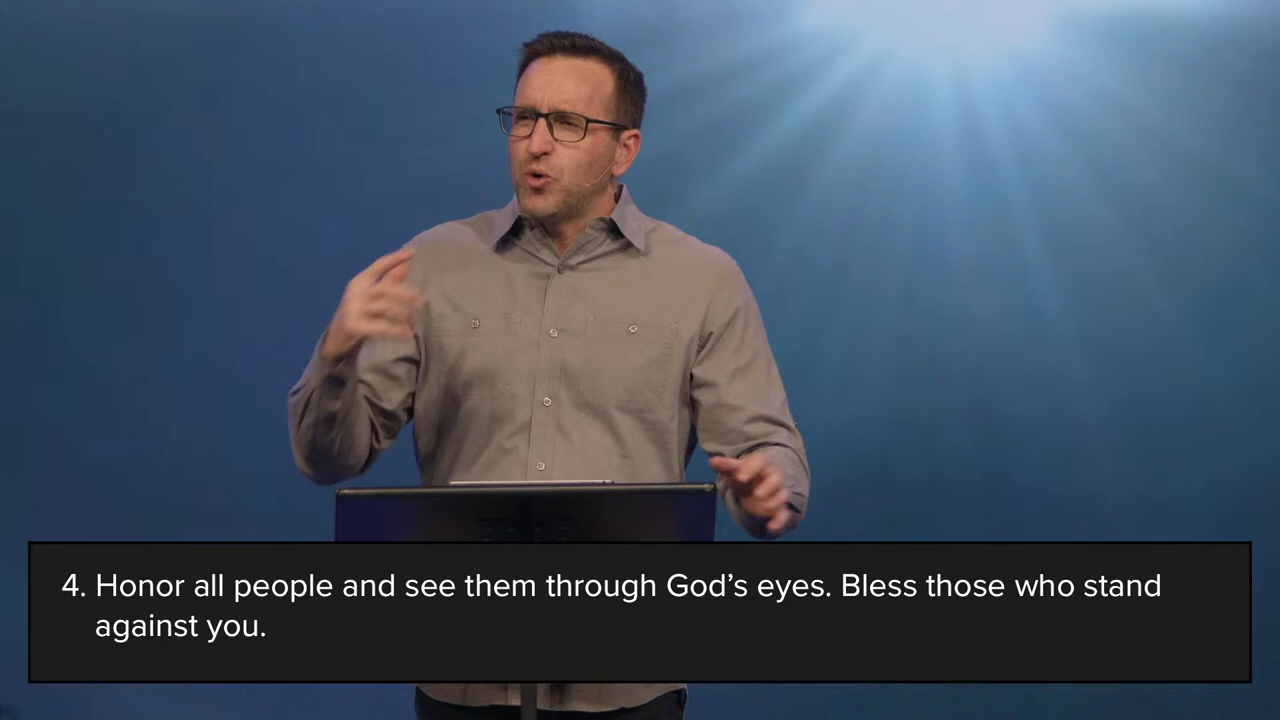 4. Honor all people and see them through God’s eyes. Bless those who stand
against you.